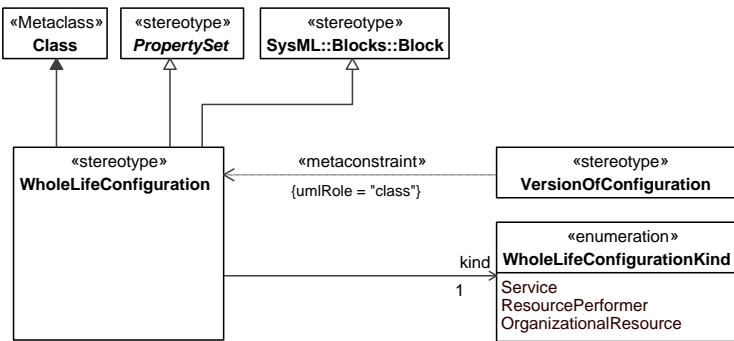 «Metaclass»
Class
«stereotype»
PropertySet
«stereotype»
SysML::Blocks::Block
«stereotype»
WholeLifeConfiguration
«metaconstraint»
{umlRole = "class"}
«stereotype»
VersionOfConfiguration
kind
1
«enumeration»
WholeLifeConfigurationKind
Service
ResourcePerformer
OrganizationalResource